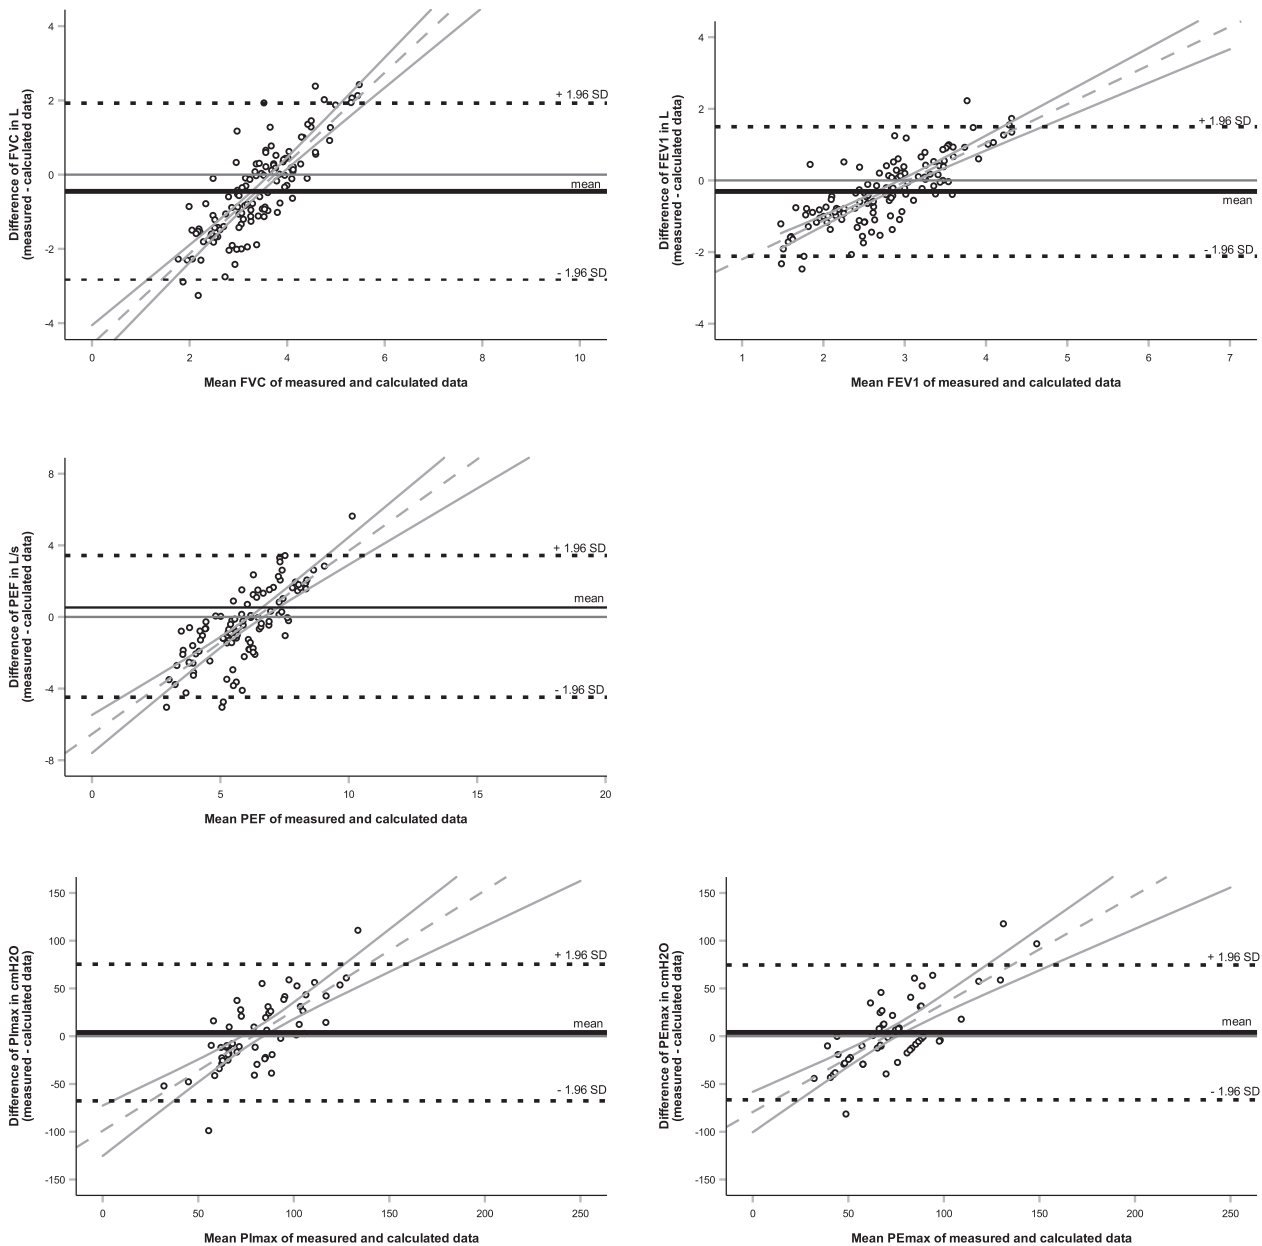 4
2
0
-2
-4
Difference of FVC in L
(measured - calculated data)
+ 1.96 SD
mean
- 1.96 SD
0 2 4 6 8 10
Mean FVC of measured and calculated data
4
2
0
-2
-4
Difference of FEV1 in L
(measured - calculated data)
+ 1.96 SD
mean
- 1.96 SD
1 2 3 4 5 6 7
Mean FEV1 of measured and calculated data
8
4
0
-4
-8
Difference of PEF in L/s
(measured - calculated data)
+ 1.96 SD
mean
- 1.96 SD
0 5 10 15 20
Mean PEF of measured and calculated data
150
100
50
0
-50
-100
-150
Difference of PImax in cmH2O
(measured - calculated data)
+ 1.96 SD
mean
- 1.96 SD
0 50 100 150 200 250
Mean PImax of measured and calculated data
150
100
50
0
-50
-100
-150
Difference of PEmax in cmH2O
(measured - calculated data)
+ 1.96 SD
mean
- 1.96 SD
0 50 100 150 200 250
Mean PEmax of measured and calculated data